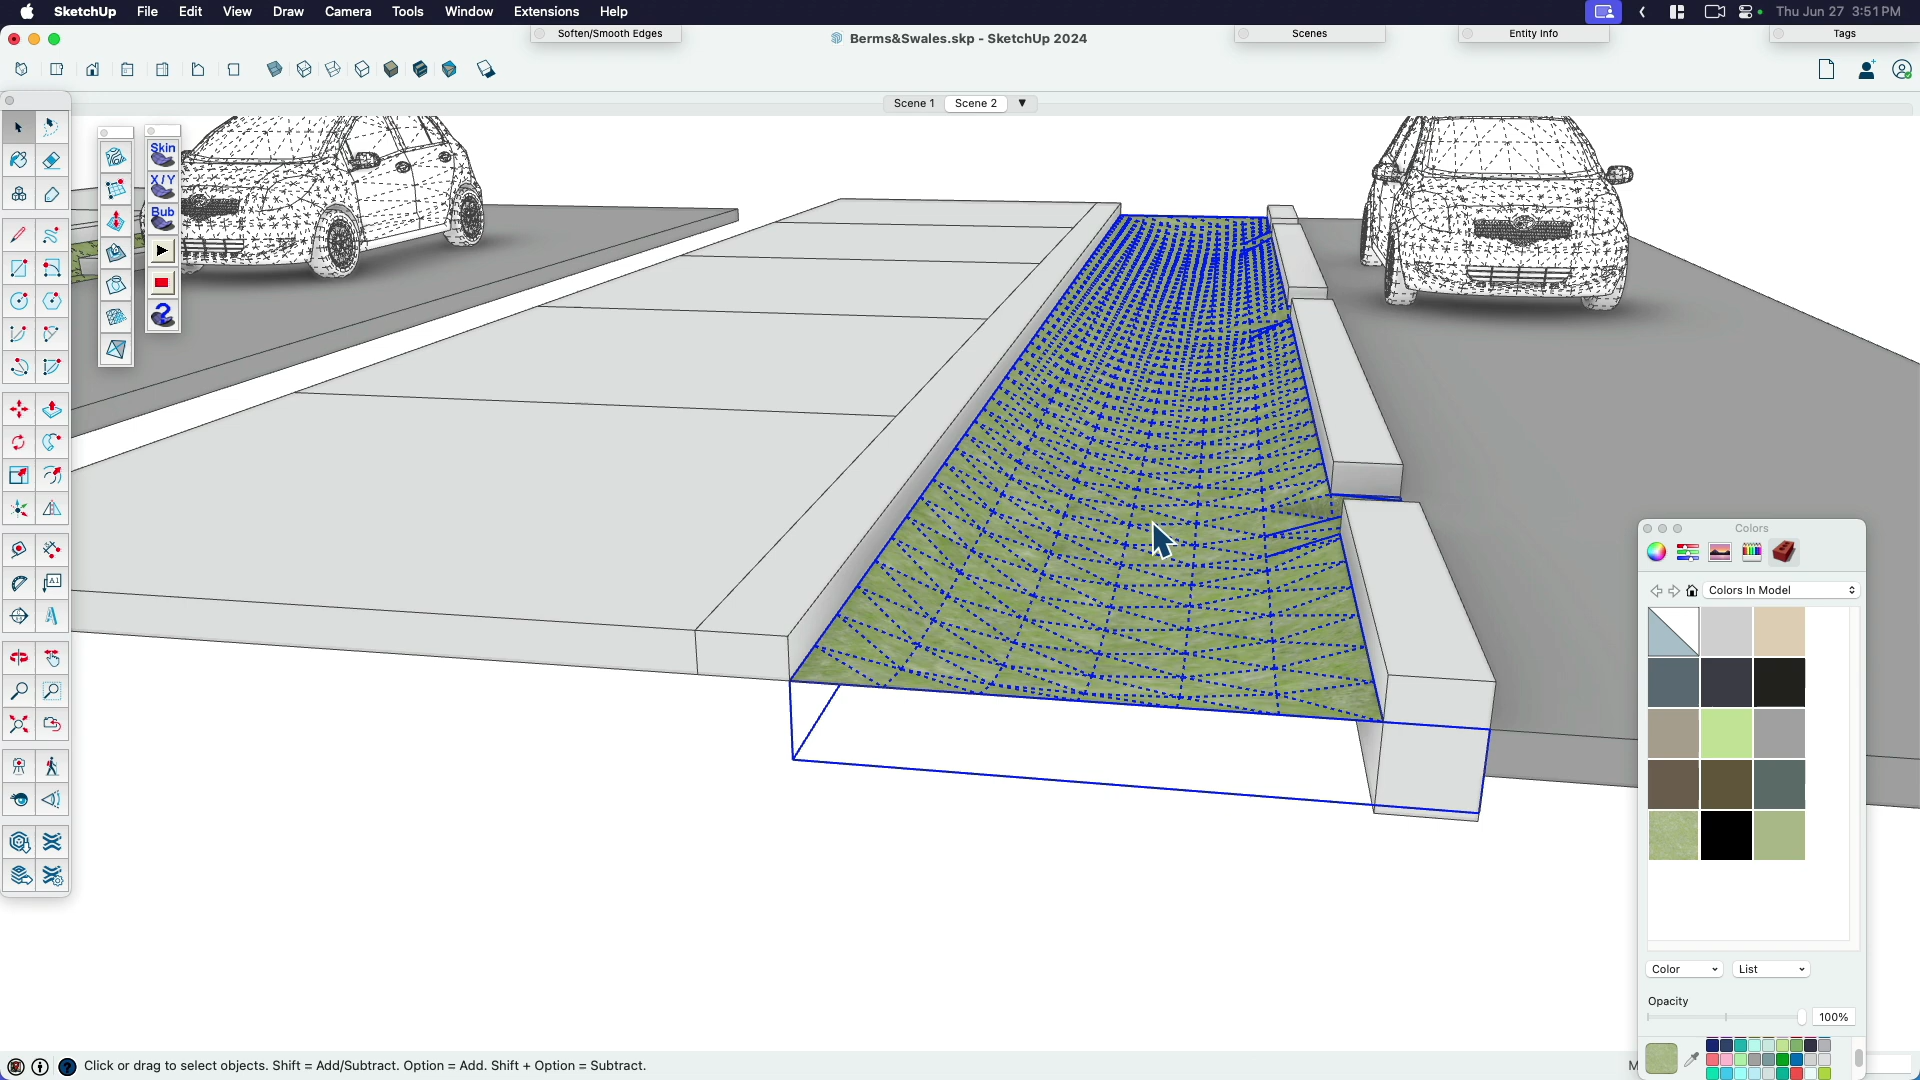 SketchUp File Edit View Draw Camera Tools Window Extensions Help
Thu Jun 27 3:51 PM
Soften/Smooth Edges
Berms&Swales.skp - SketchUp 2024
Scenes
Entity Info
Tags
Scene 1 Scene 2
Skin
X/Y
Bub
A1
Colors
Colors In Model
Color
List
Opacity
100%
Click or drag to select objects. Shift = Add/Subtract. Option = Add. Shift + Option = Subtract.
M